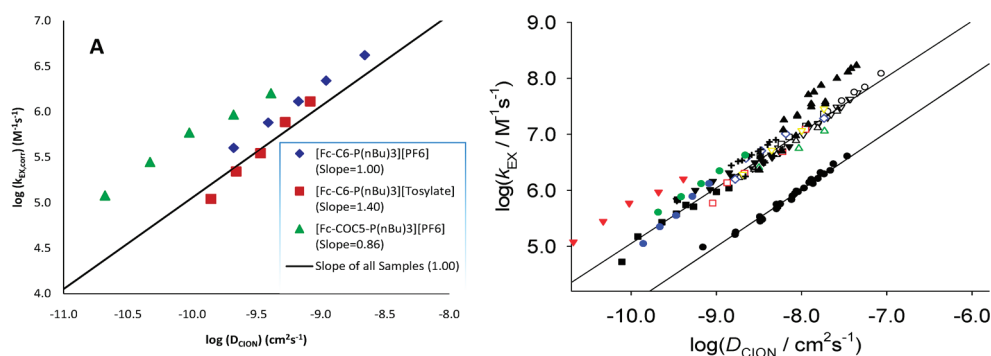 A
7.0
6.5
6.0
5.5
5.0
4.5
4.0
-11.0 -10.5 -10.0 -9.5 -9.0 -8.5 -8.0
log (k_EX,corr) (M⁻¹s⁻¹)
log (D_CION) (cm²s⁻¹)
[Fc-C6-P(nBu)3][PF6]
(Slope=1.00)
[Fc-C6-P(nBu)3][Tosylate]
(Slope=1.40)
[Fc-COC5-P(nBu)3][PF6]
(Slope=0.86)
Slope of all Samples (1.00)
9.0
8.0
7.0
6.0
5.0
-10.0 -9.0 -8.0 -7.0 -6.0
log(k_EX / M⁻¹s⁻¹)
log(D_CION / cm²s⁻¹)